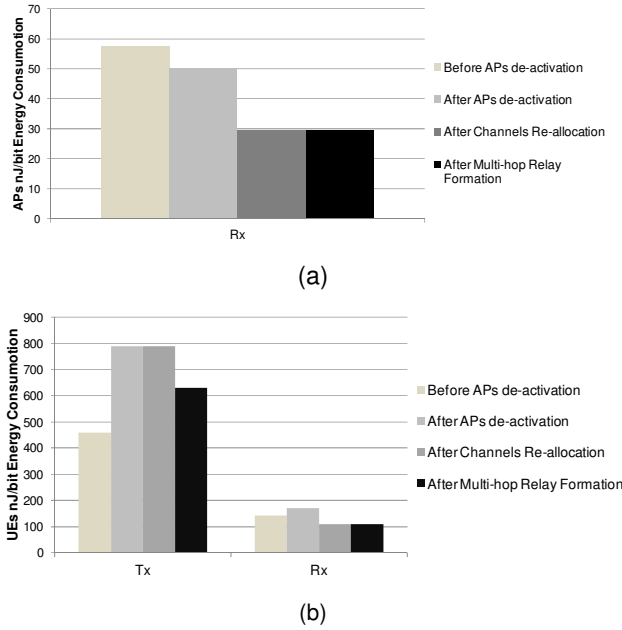 70
60
50
40
30
20
10
0
APs nJ/bit Energy Consumotion
Rx
Before APs de-activation
After APs de-activation
After Channels Re-allocation
After Multi-hop Relay
Formation
(a)
900
800
700
600
500
400
300
200
100
0
UEs nJ/bit Energy Consumotion
Tx
Rx
Before APs de-activation
After APs de-activation
After Channels Re-allocation
After Multi-hop Relay Formation
(b)